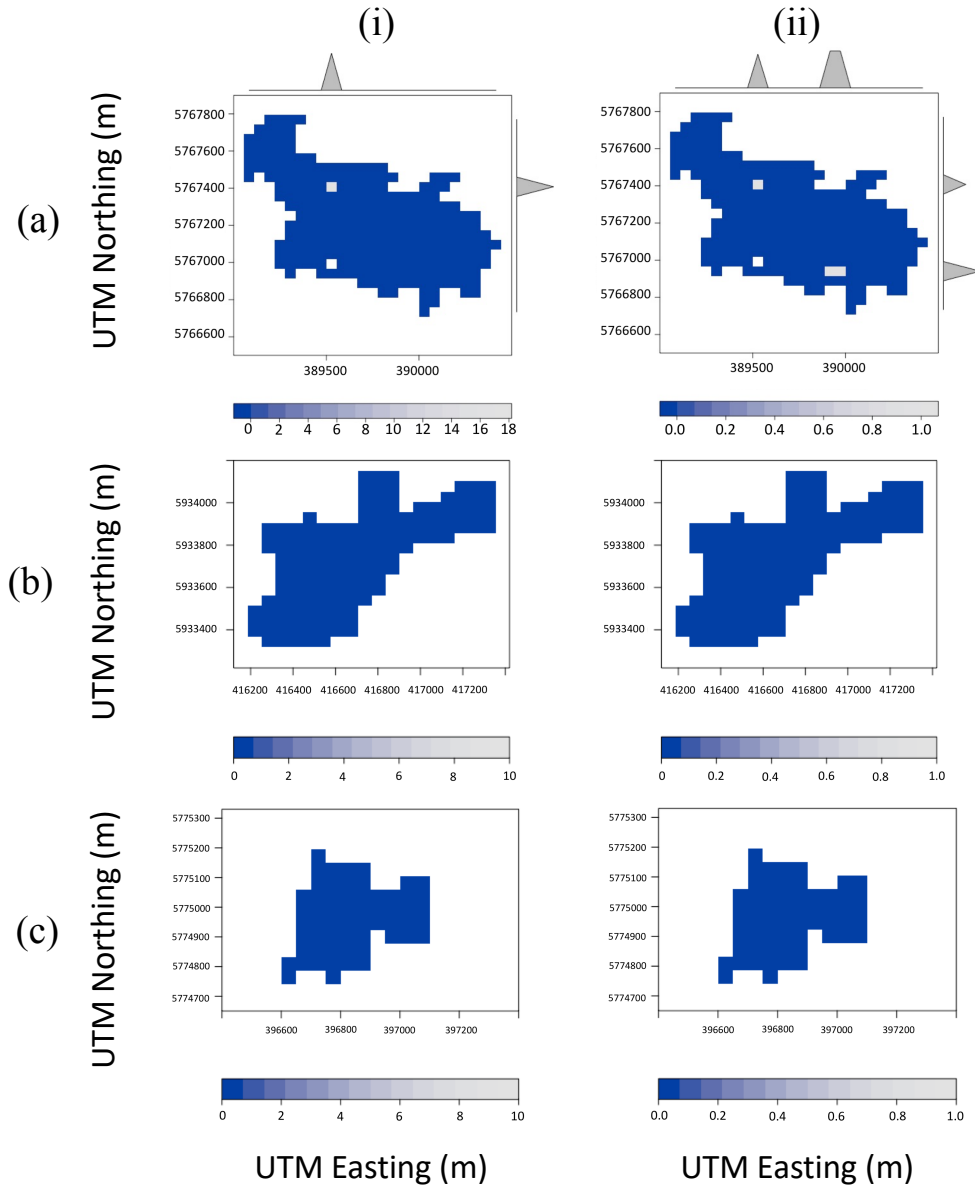 (i) (ii)
(a)
UTM Northing (m)
5767800
5767600
5767400
5767200
5767000
5766800
5766600
389500 390000
0 2 4 6 8 10 12 14 16 18
5767800
5767600
5767400
5767200
5767000
5766800
5766600
389500 390000
0.0 0.2 0.4 0.6 0.8 1.0
(b)
UTM Northing (m)
5934000
5933800
5933600
5933400
416200 416400 416600 416800 417000 417200
0 2 4 6 8 10
5934000
5933800
5933600
5933400
416200 416400 416600 416800 417000 417200
0.0 0.2 0.4 0.6 0.8 1.0
(c)
UTM Northing (m)
5775300
5775200
5775100
5775000
5774900
5774800
5774700
396600 396800 397000 397200
0 2 4 6 8 10
5775300
5775200
5775100
5775000
5774900
5774800
5774700
396600 396800 397000 397200
0.0 0.2 0.4 0.6 0.8 1.0
UTM Easting (m) UTM Easting (m)